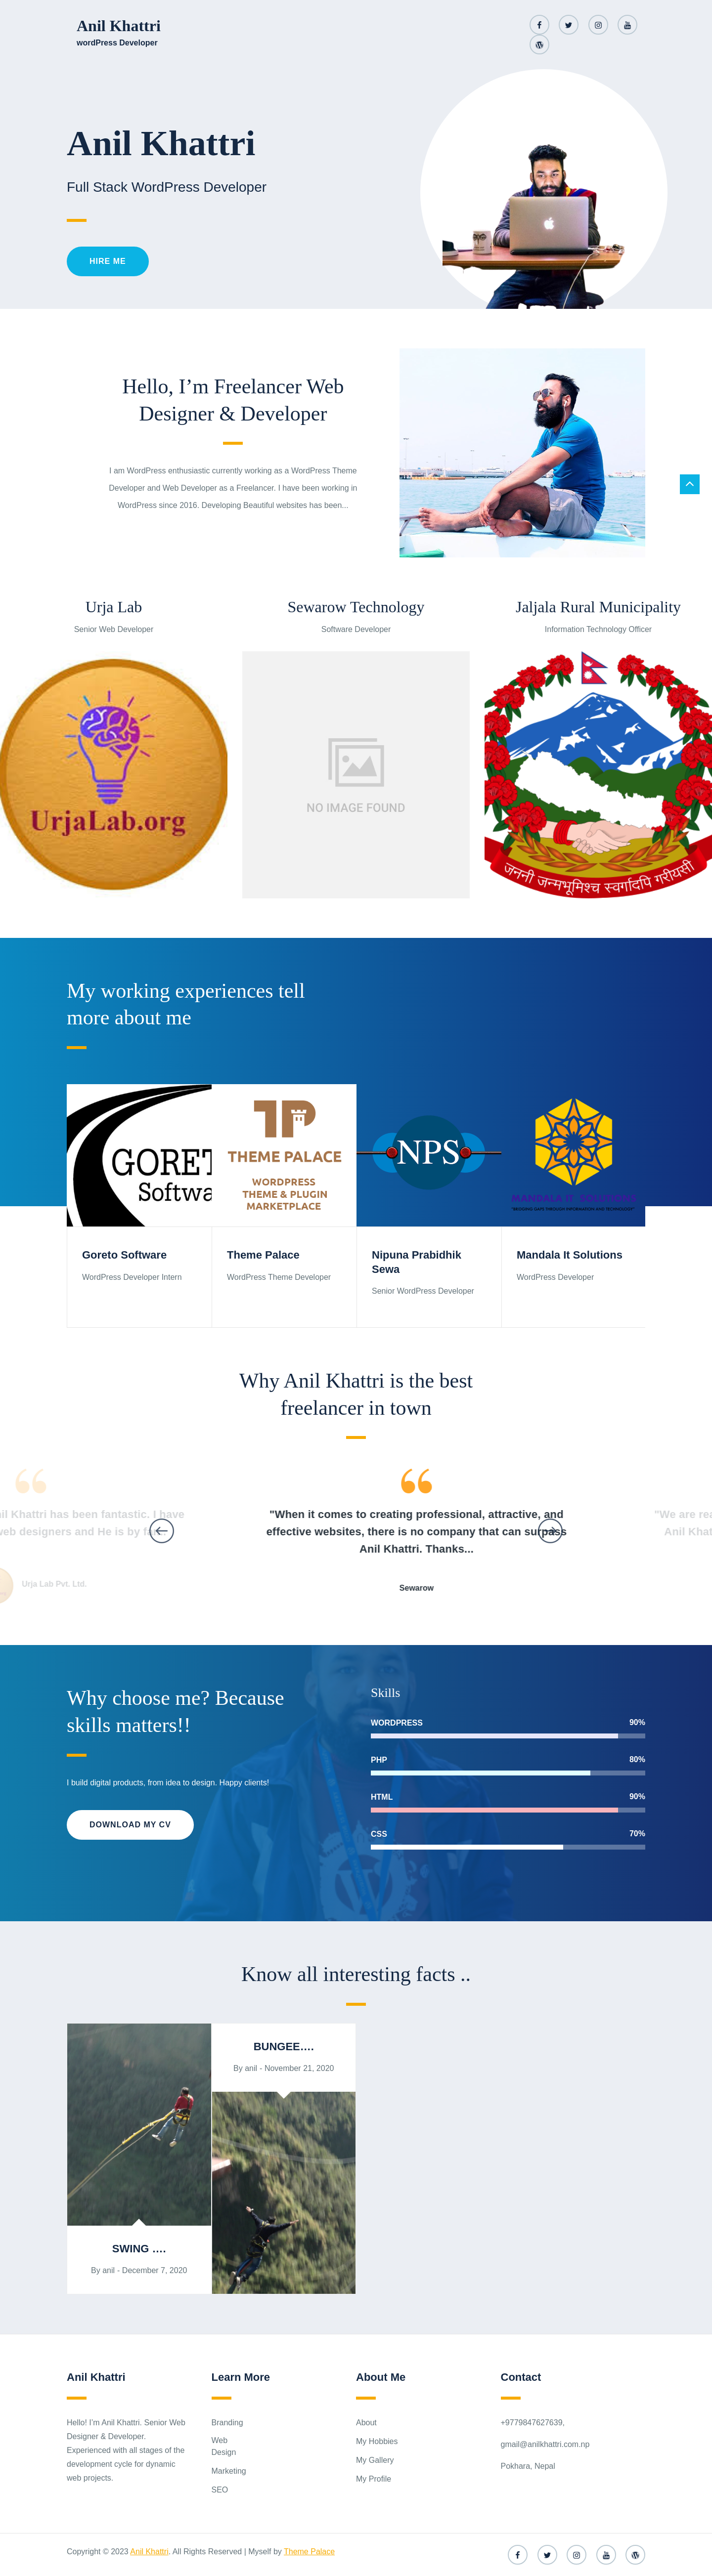 Anil Khattri
wordPress Developer
Anil Khattri
Full Stack WordPress Developer
HIRE ME
Hello, I’m Freelancer Web
Designer & Developer
I am WordPress enthusiastic currently working as a WordPress Theme
Developer and Web Developer as a Freelancer. I have been working in
WordPress since 2016. Developing Beautiful websites has been...
Urja Lab
Senior Web Developer
UrjaLab.org
Sewarow Technology
Software Developer
NO IMAGE FOUND
Jaljala Rural Municipality
Information Technology Officer
जननी जन्मभूमिश्च स्वर्गादपि गरीयसी
My working experiences tell
more about me
GORET
Softwa
THEME PALACE
WORDPRESS
THEME & PLUGIN
MARKETPLACE
NPS
MANDALA IT SOLUTIONS
"BRIDGING GAPS THROUGH INFORMATION AND TECHNOLOGY"
Goreto Software
WordPress Developer Intern
Theme Palace
WordPress Theme Developer
Nipuna Prabidhik
Sewa
Senior WordPress Developer
Mandala It Solutions
WordPress Developer
Why Anil Khattri is the best
freelancer in town
il Khattri has been fantastic. I have
web designers and He is by far
Urja Lab Pvt. Ltd.
"When it comes to creating professional, attractive, and
effective websites, there is no company that can surpass
Anil Khattri. Thanks...
Sewarow
"We are rea
Anil Khat
Why choose me? Because
skills matters!!
I build digital products, from idea to design. Happy clients!
DOWNLOAD MY CV
Skills
WORDPRESS 90%
PHP 80%
HTML 90%
CSS 70%
Know all interesting facts ..
SWING ….
By anil - December 7, 2020
BUNGEE….
By anil - November 21, 2020
Anil Khattri
Hello! I'm Anil Khattri. Senior Web
Designer & Developer.
Experienced with all stages of the
development cycle for dynamic
web projects.
Learn More
Branding
Web
Design
Marketing
SEO
About Me
About
My Hobbies
My Gallery
My Profile
Contact
+9779847627639,
gmail@anilkhattri.com.np
Pokhara, Nepal
Copyright © 2023 Anil Khattri. All Rights Reserved | Myself by Theme Palace